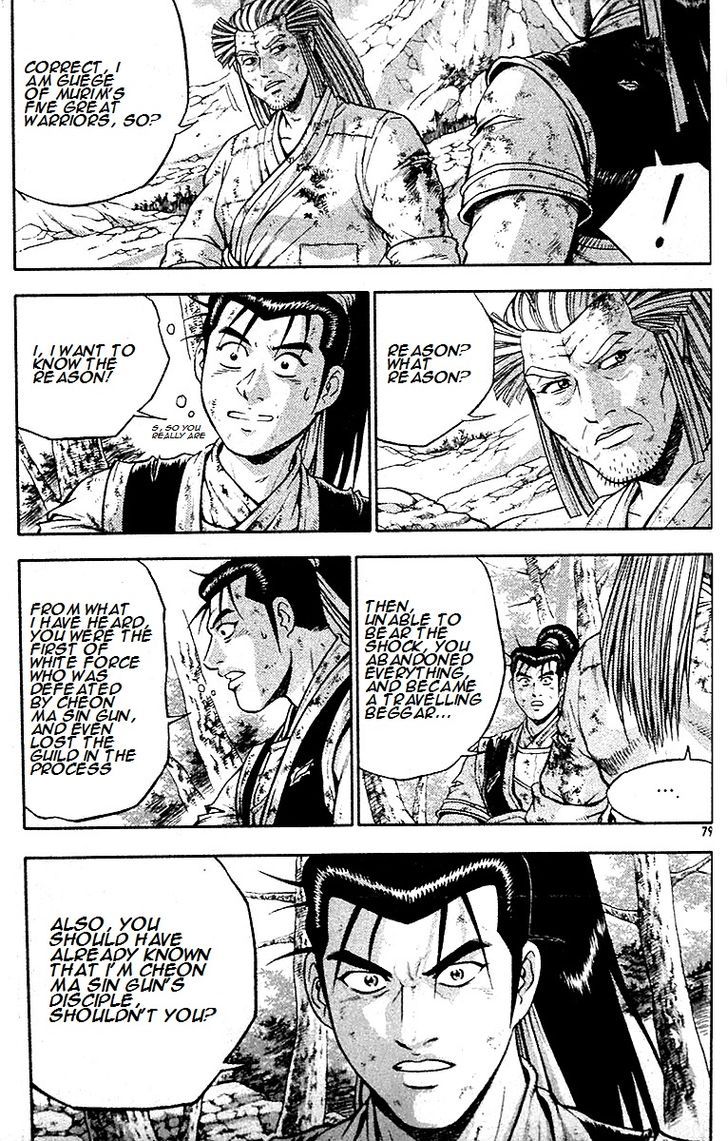 CORRECT, I
AM GUEGE
OF MURIM'S
FIVE GREAT
WARRIORS, SO?
!
I, I WANT TO
KNOW THE
REASON!
S, SO YOU
REALLY ARE
REASON?
WHAT
REASON?
FROM WHAT
I HAVE HEARD,
YOU WERE THE
FIRST OF
WHITE FORCE
WHO WAS
DEFEATED
BY CHEON
MA SIN GUN,
AND EVEN
LOST THE
GUILD IN THE
PROCESS
THEN,
UNABLE TO
BEAR THE
SHOCK, YOU
ABANDONED
EVERYTHING
AND BECAME
A TRAVELLING
BEGGAR...
....
79
ALSO, YOU
SHOULD HAVE
ALREADY KNOWN
THAT I'M CHEON
MA SIN GUN'S
DISCIPLE,
SHOULDN'T YOU?